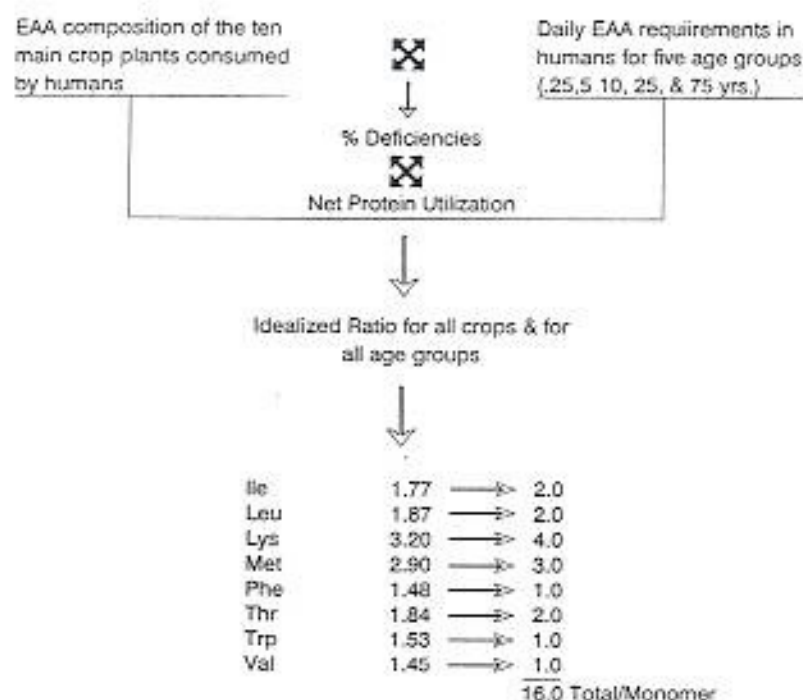 EAA composition of the ten
main crop plants consumed
by humans
Daily EAA requiirements in
humans for five age groups
(.25,5 10, 25, & 75 yrs.)
% Deficiencies
Net Protein Utilization
Idealized Ratio for all crops & for
all age groups
Ile 1.77 2.0
Leu 1.87 2.0
Lys 3.20 4.0
Met 2.90 3.0
Phe 1.48 1.0
Thr 1.84 2.0
Trp 1.53 1.0
Val 1.45 1.0
16.0 Total/Monomer